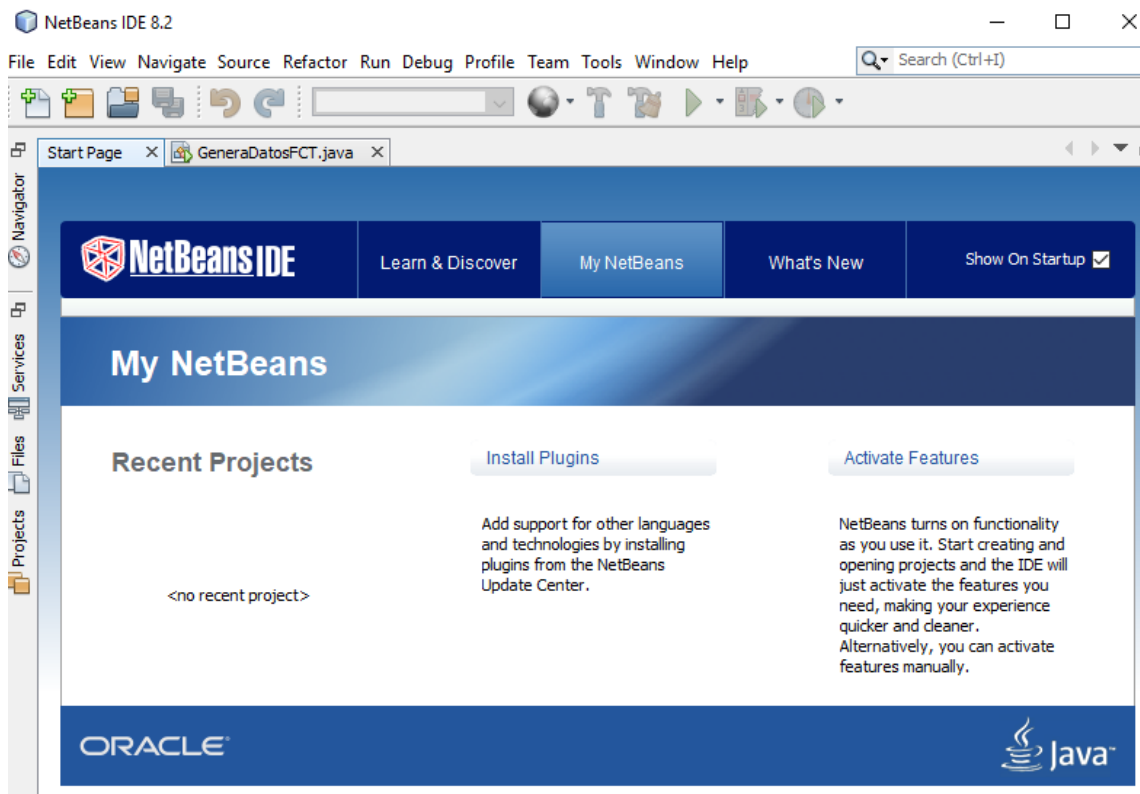 NetBeans IDE 8.2
File Edit View Navigate Source Refactor Run Debug Profile Team Tools Window Help
Search (Ctrl+I)
Start Page
GeneraDatosFCT.java
Navigator
Services
Files
Projects
NetBeans IDE
Learn & Discover
My NetBeans
What's New
Show On Startup
My NetBeans
Recent Projects
<no recent project>
Install Plugins
Add support for other languages
and technologies by installing
plugins from the NetBeans
Update Center.
Activate Features
NetBeans turns on functionality
as you use it. Start creating and
opening projects and the IDE will
just activate the features you
need, making your experience
quicker and cleaner.
Alternatively, you can activate
features manually.
ORACLE
Java